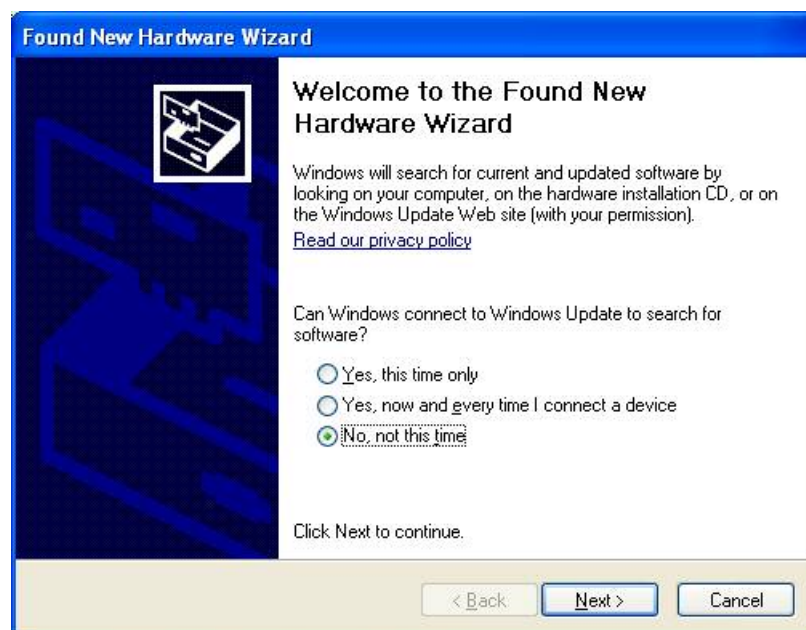 Found New Hardware Wizard
Welcome to the Found New
Hardware Wizard
Windows will search for current and updated software by
looking on your computer, on the hardware installation CD, or on
the Windows Update Web site (with your permission).
Read our privacy policy
Can Windows connect to Windows Update to search for
software?
Yes, this time only
Yes, now and every time I connect a device
No, not this time
Click Next to continue.
< Back Next > Cancel